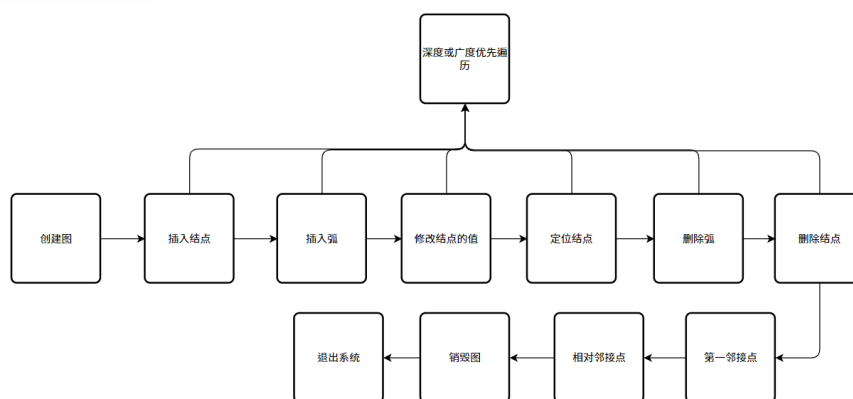 深度或广度优先遍
历
创建图
插入结点
插入弧
修改结点的值
定位结点
删除弧
删除结点
退出系统
销毁图
相对邻接点
第一邻接点